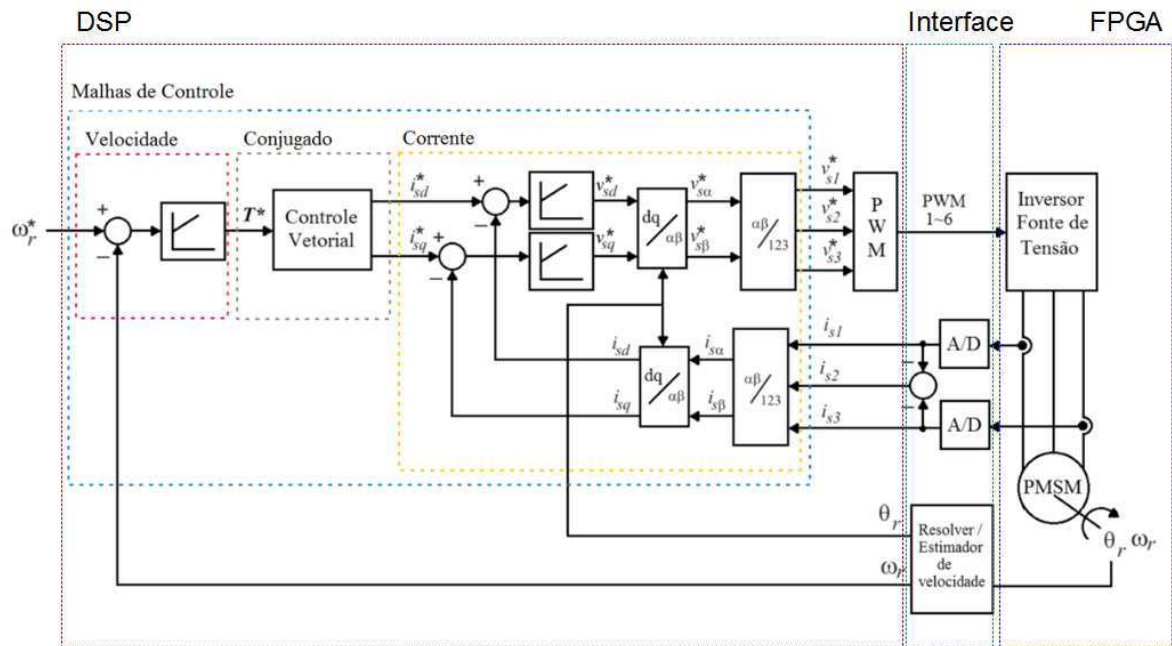 DSP
Interface
FPGA
Malhas de Controle
Velocidade
Conjugado
Corrente
ω*r
+
−
T*
Controle
Vetorial
i*sd
i*sq
+
−
+
−
v*sd
v*sq
dq
/
αβ
v*sα
v*sβ
αβ
/
123
v*s1
v*s2
v*s3
P
W
M
PWM
1~6
Inversor
Fonte de
Tensão
isd
isq
dq
/
αβ
isα
isβ
αβ
/
123
is1
is2
is3
−
−
A/D
A/D
PMSM
θr
ωr
Resolver /
Estimador
de
velocidade
θr ωr